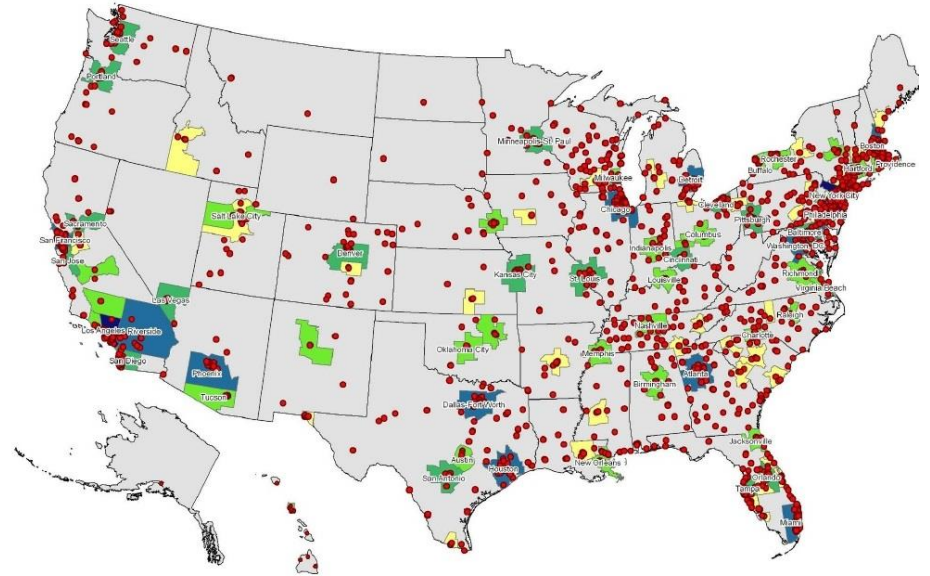 Seattle
Portland
Minneapolis-St. Paul
Boston
Rochester
Buffalo
Hartford
Providence
Milwaukee
Detroit
New York City
Cleveland
Chicago
Pittsburgh
Philadelphia
Salt Lake City
Sacramento
Columbus
Baltimore
San Francisco
Indianapolis
Washington, D
Denver
Cincinnati
San Jose
Kansas City
St. Louis
Richmond
Louisville
Virginia Beach
Las Vegas
Raleigh
Nashville
Los Angeles
Riverside
Charlotte
Oklahoma City
Memphis
San Diego
Phoenix
Atlanta
Birmingham
Tucson
Dallas-Fort Worth
Jacksonville
Austin
New Orleans
Houston
San Antonio
Orlando
Tampa
Miami